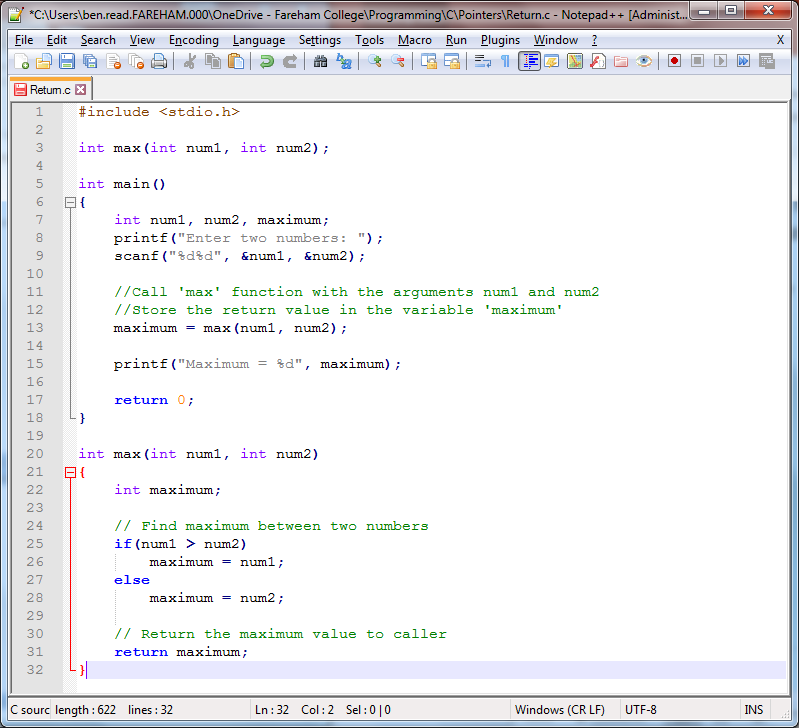 *C:\Users\ben.read.FAREHAM.000\OneDrive - Fareham College\Programming\C\Pointers\Return.c - Notepad++ [Administ...
File Edit Search View Encoding Language Settings Tools Macro Run Plugins Window ? X
Return.c
1 #include <stdio.h>
2
3 int max(int num1, int num2);
4
5 int main()
6 {
7 int num1, num2, maximum;
8 printf("Enter two numbers: ");
9 scanf("%d%d", &num1, &num2);
10
11 //Call 'max' function with the arguments num1 and num2
12 //Store the return value in the variable 'maximum'
13 maximum = max(num1, num2);
14
15 printf("Maximum = %d", maximum);
16
17 return 0;
18 }
19
20 int max(int num1, int num2)
21 {
22 int maximum;
23
24 // Find maximum between two numbers
25 if(num1 > num2)
26 maximum = num1;
27 else
28 maximum = num2;
29
30 // Return the maximum value to caller
31 return maximum;
32 }
C sourc length : 622 lines : 32 Ln : 32 Col : 2 Sel : 0 | 0 Windows (CR LF) UTF-8 INS